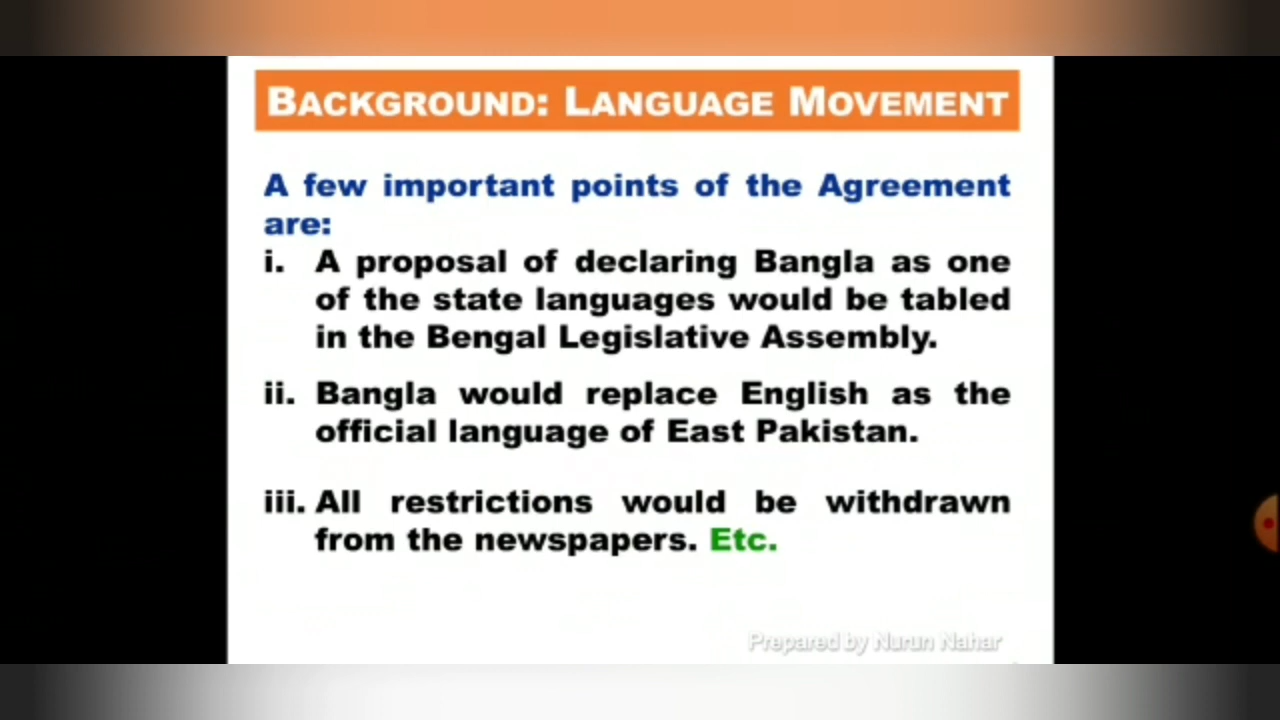 BACKGROUND: LANGUAGE MOVEMENT
A few important points of the Agreement
are:
i. A proposal of declaring Bangla as one
of the state languages would be tabled
in the Bengal Legislative Assembly.
ii. Bangla would replace English as the
official language of East Pakistan.
iii. All restrictions would be withdrawn
from the newspapers. Etc.
Prepared by Nurun Nahar